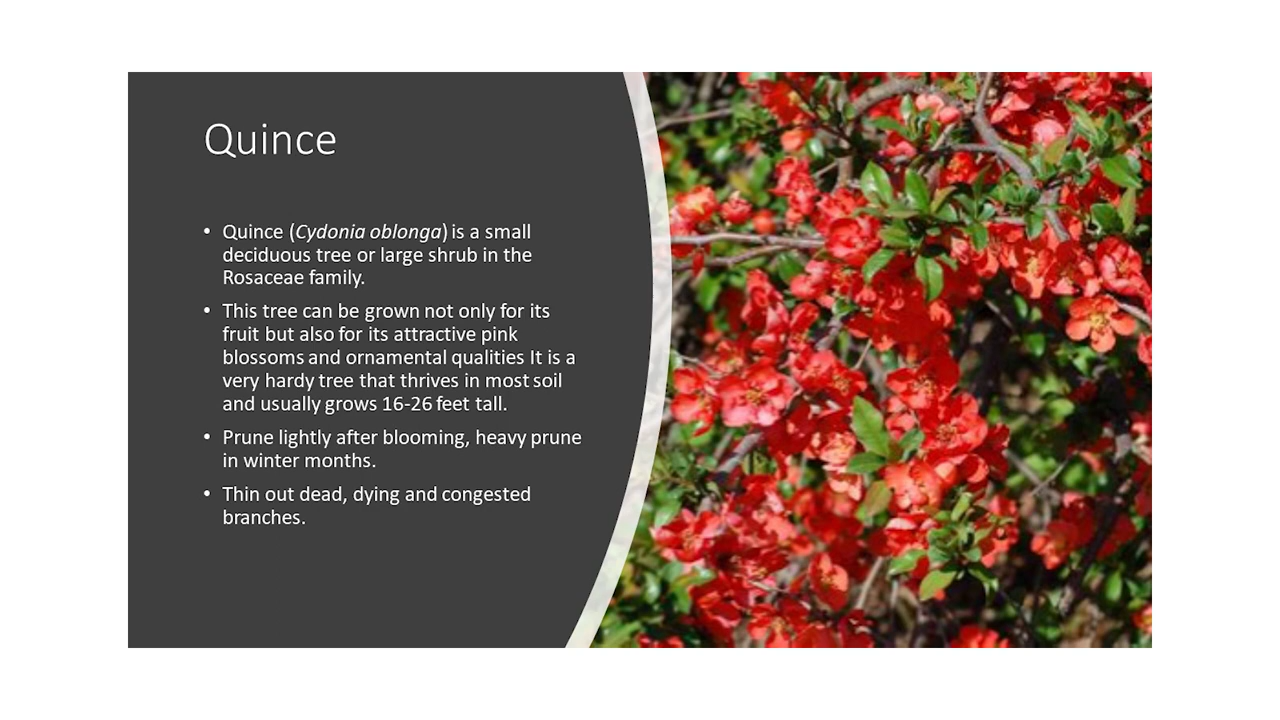 Quince
• Quince (Cydonia oblonga) is a small
deciduous tree or large shrub in the
Rosaceae family.
• This tree can be grown not only for its
fruit but also for its attractive pink
blossoms and ornamental qualities It is a
very hardy tree that thrives in most soil
and usually grows 16-26 feet tall.
• Prune lightly after blooming, heavy prune
in winter months.
• Thin out dead, dying and congested
branches.